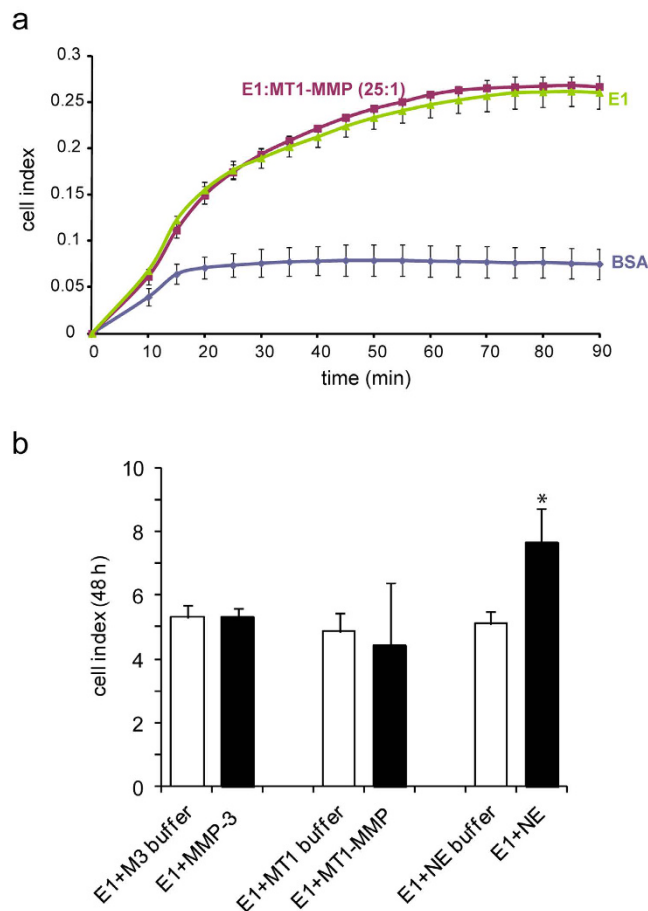 a
0.3
0.25
0.2
0.15
0.1
0.05
0
cell index
E1:MT1-MMP (25:1)
E1
BSA
0 10 20 30 40 50 60 70 80 90
time (min)
b
10
8
6
4
2
0
cell index (48 h)
*
E1+M3 buffer
E1+MMP-3
E1+MT1 buffer
E1+MT1-MMP
E1+NE buffer
E1+NE